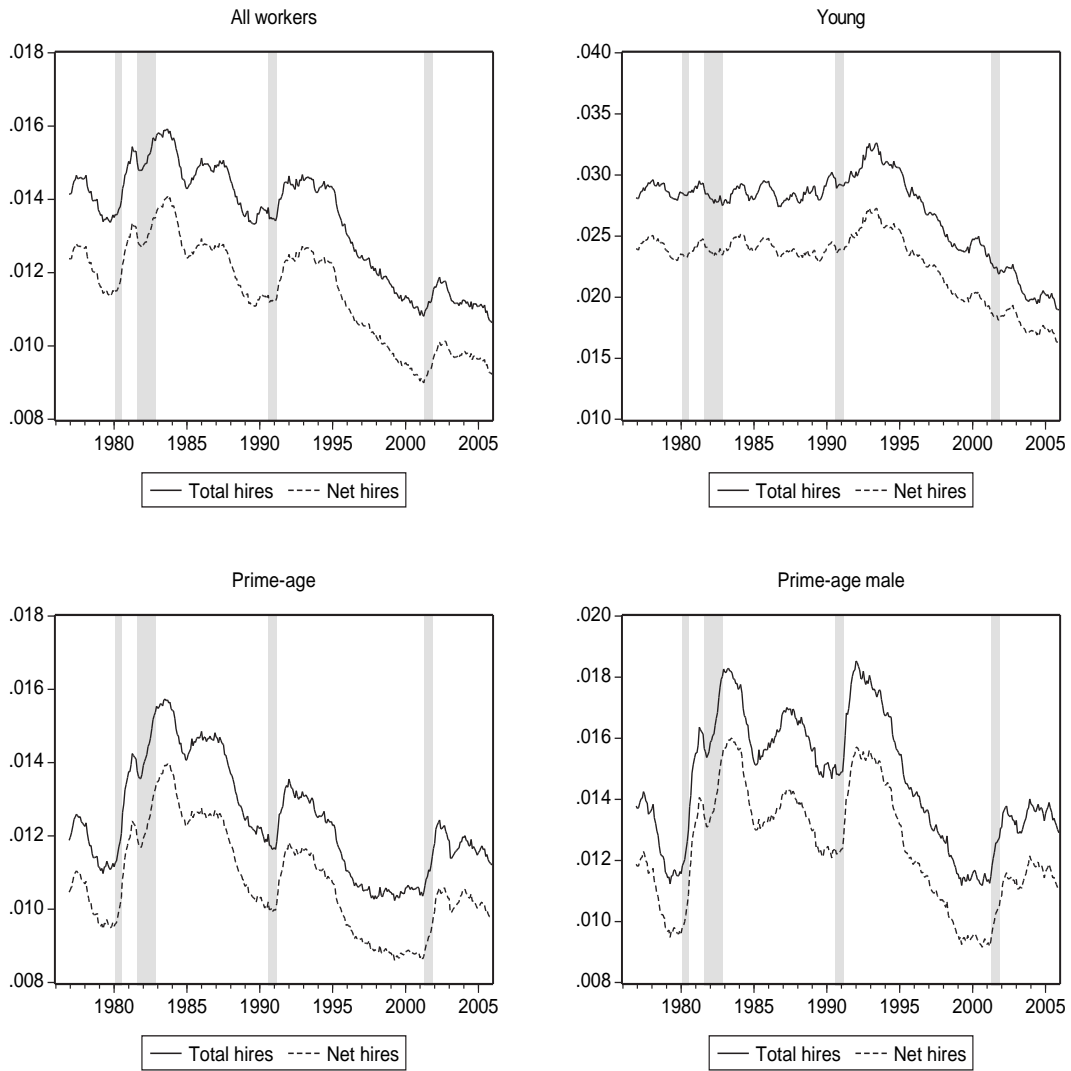 All workers
.018
.016
.014
.012
.010
.008
1980 1985 1990 1995 2000 2005
Total hires Net hires
Young
.040
.035
.030
.025
.020
.015
.010
1980 1985 1990 1995 2000 2005
Total hires Net hires
Prime-age
.018
.016
.014
.012
.010
.008
1980 1985 1990 1995 2000 2005
Total hires Net hires
Prime-age male
.020
.018
.016
.014
.012
.010
.008
1980 1985 1990 1995 2000 2005
Total hires Net hires